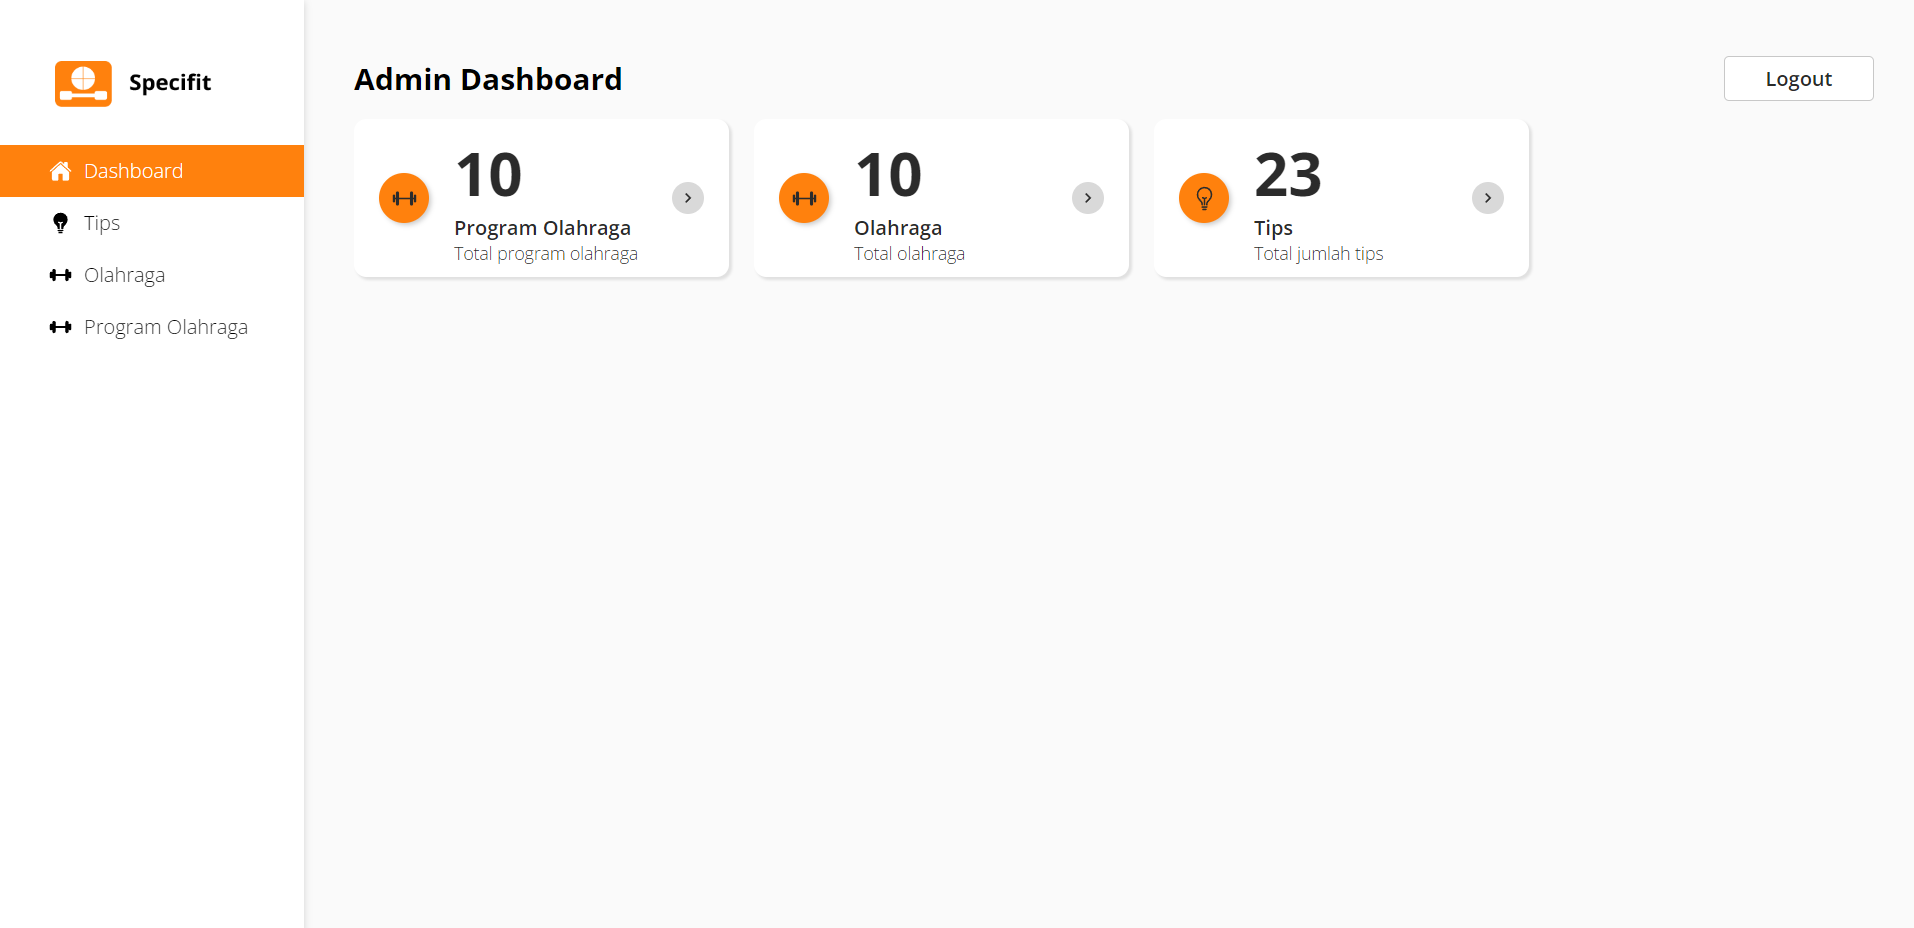 Specifit
Dashboard
Tips
Olahraga
Program Olahraga
Admin Dashboard
Logout
10
Program Olahraga
Total program olahraga
10
Olahraga
Total olahraga
23
Tips
Total jumlah tips